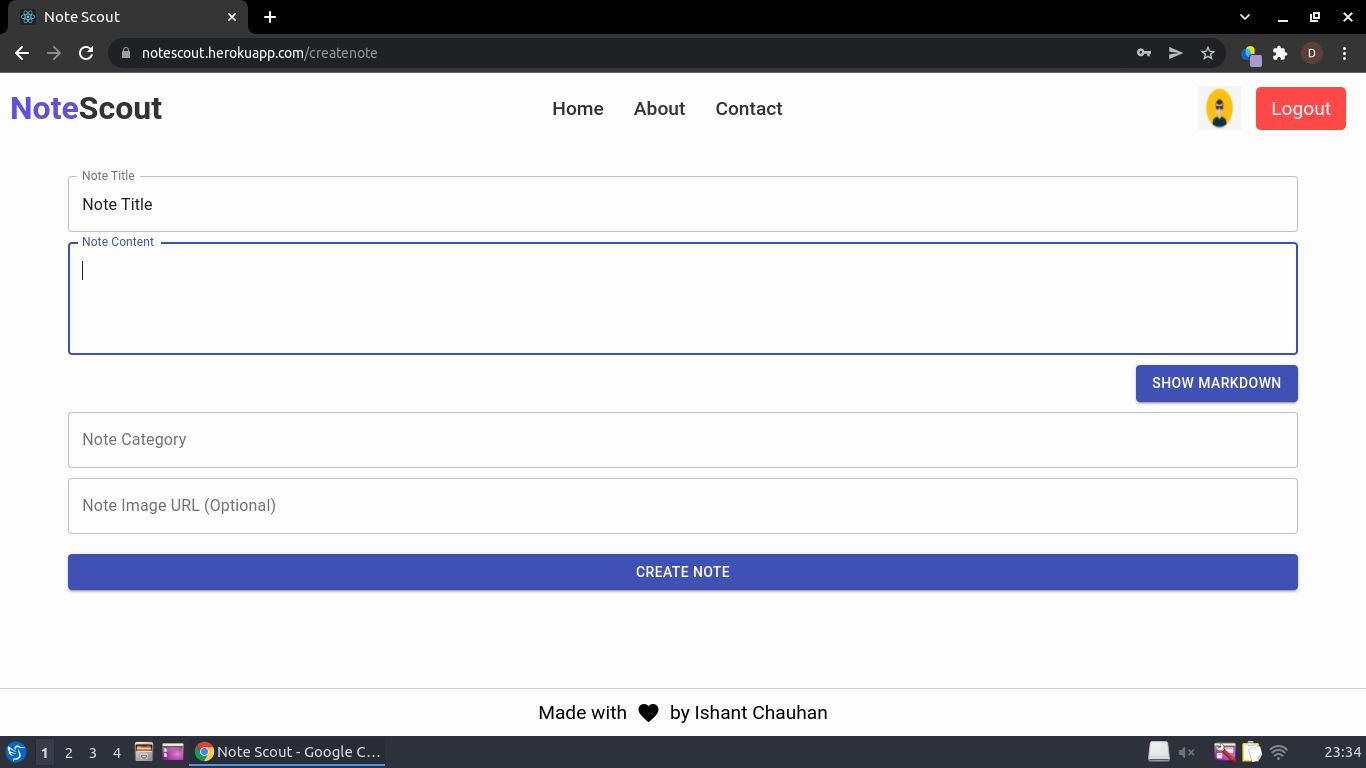 Note Scout
notescout.herokuapp.com/createnote
D
NoteScout
Home About Contact
Logout
Note Title
Note Title
Note Content
SHOW MARKDOWN
Note Category
Note Image URL (Optional)
CREATE NOTE
Made with by Ishant Chauhan
1 2 3 4 Note Scout - Google C... 23:34